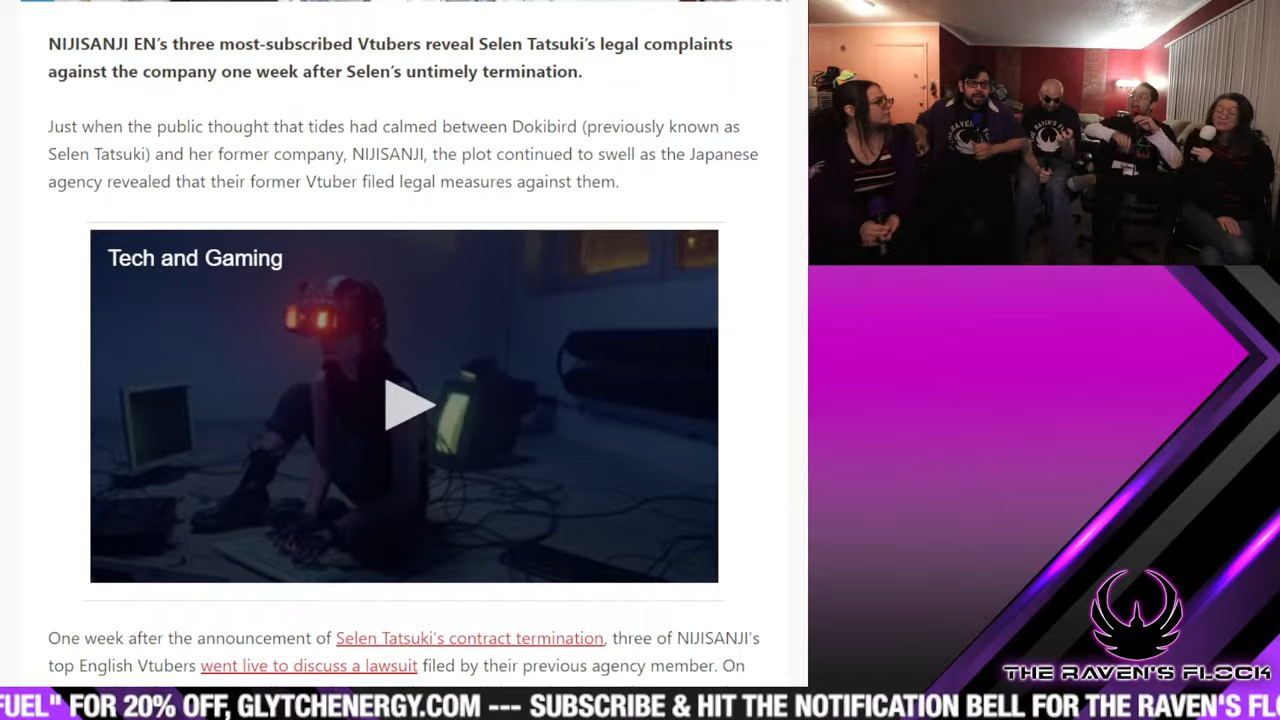 NIJISANJI EN’s three most-subscribed Vtubers reveal Selen Tatsuki’s legal complaints
against the company one week after Selen’s untimely termination.
Just when the public thought that tides had calmed between Dokibird (previously known as
Selen Tatsuki) and her former company, NIJISANJI, the plot continued to swell as the Japanese
agency revealed that their former Vtuber filed legal measures against them.
Tech and Gaming
One week after the announcement of Selen Tatsuki’s contract termination, three of NIJISANJI’s
top English Vtubers went live to discuss a lawsuit filed by their previous agency member. On
THE RAVEN'S FLOCK
FUEL" FOR 20% OFF, GLYTCHENERGY.COM --- SUBSCRIBE & HIT THE NOTIFICATION BELL FOR THE RAVEN'S FL